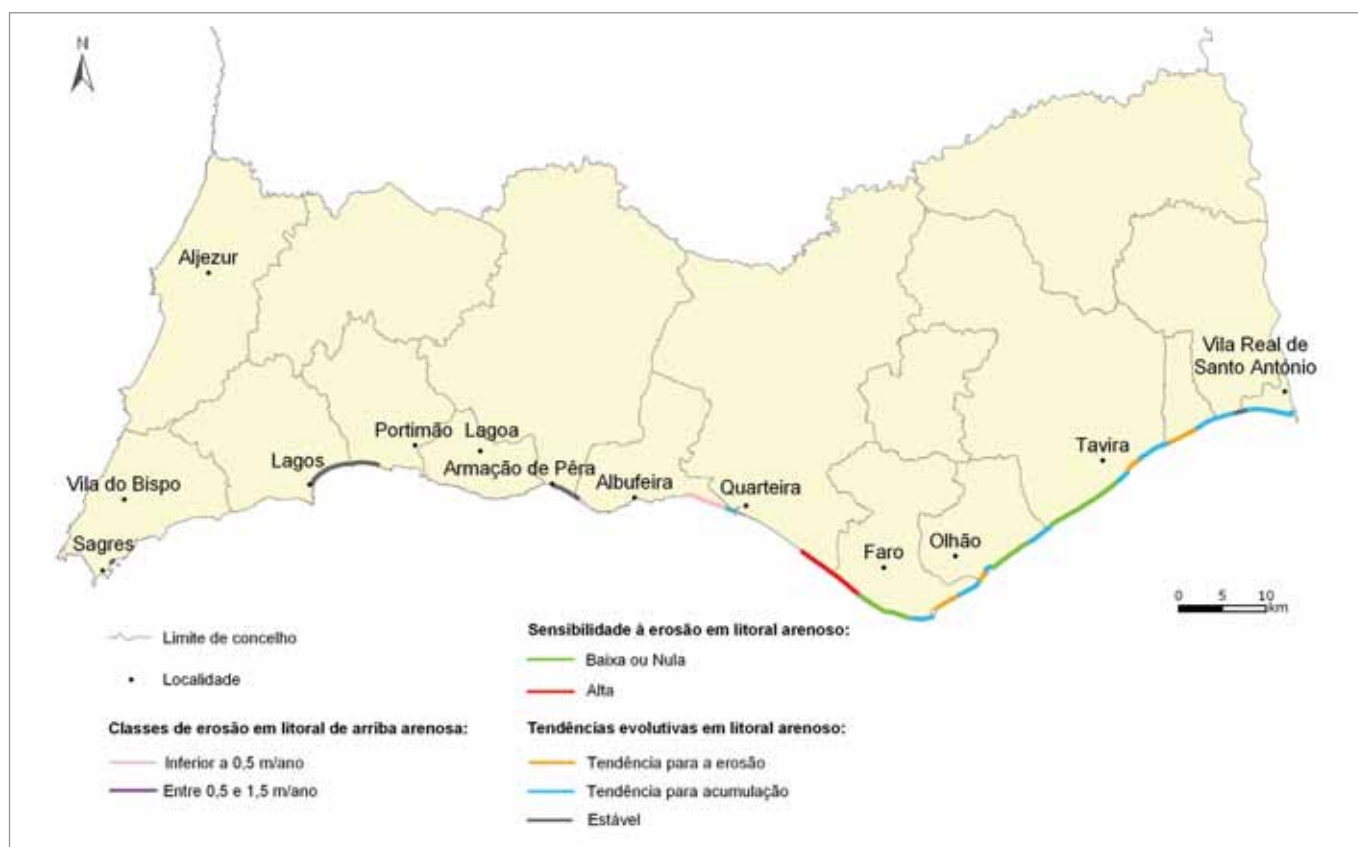 N
Aljezur
Vila Real de
Santo António
Portimão Lagoa
Tavira
Lagos
Armação de Pêra
Vila do Bispo
Albufeira
Quarteira
Sagres
Faro
Olhão
0 5 10
km
Limite de concelho
Localidade
Classes de erosão em litoral de arriba arenosa:
Inferior a 0,5 m/ano
Entre 0,5 e 1,5 m/ano
Sensibilidade à erosão em litoral arenoso:
Baixa ou Nula
Alta
Tendências evolutivas em litoral arenoso:
Tendência para a erosão
Tendência para acumulação
Estável